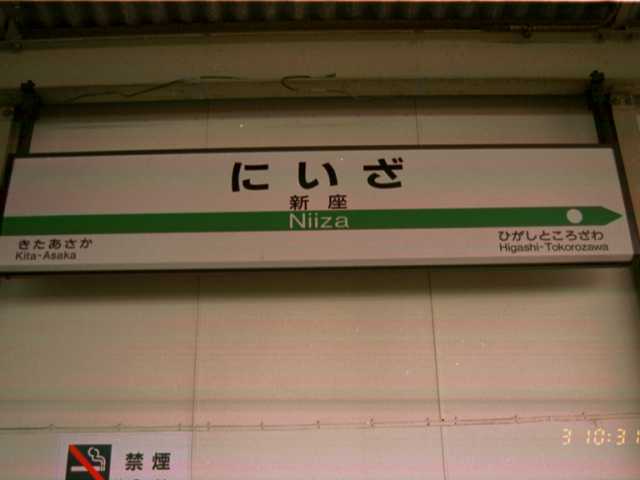 にいざ
新座
Niiza
きたあさか
Kita-Asaka
ひがしところざわ
Higashi-Tokorozawa
禁煙
3 10:31